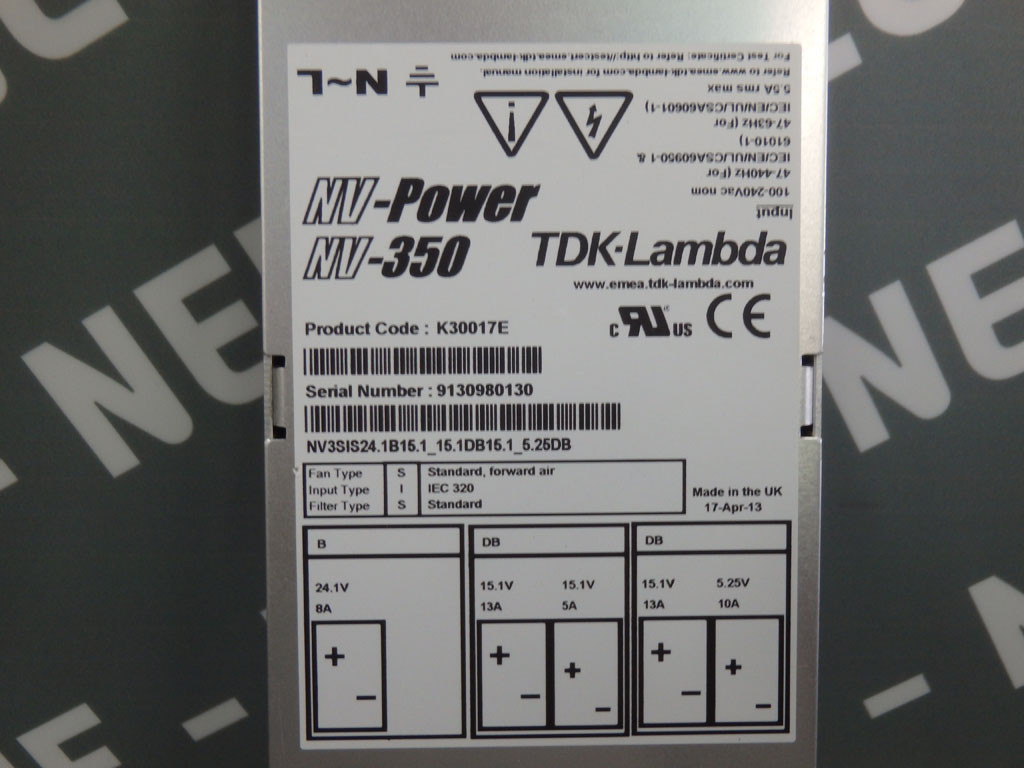 L~N
For Test Certificate: Refer to http://testcert.emea.tdk-lambda.com
Refer to www.emea.tdk-lambda.com for installation manual.
5.5A rms max
IEC/EN/UL/CSA60601-1)
47-63Hz (For
61010-1)
IEC/EN/UL/CSA60950-1 &
47-440Hz (For
100-240Vac nom
Input
NV-Power
NV-350
TDK-Lambda
www.emea.tdk-lambda.com
Product Code : K30017E
C RU US CE
Serial Number : 9130980130
NV3SIS24.1B15.1_15.1DB15.1_5.25DB
Fan Type S Standard, forward air
Input Type I IEC 320
Filter Type S Standard
Made in the UK
17-Apr-13
B DB DB
24.1V 15.1V 15.1V 15.1V 5.25V
8A 13A 5A 13A 10A
+ - + - + - + - + -